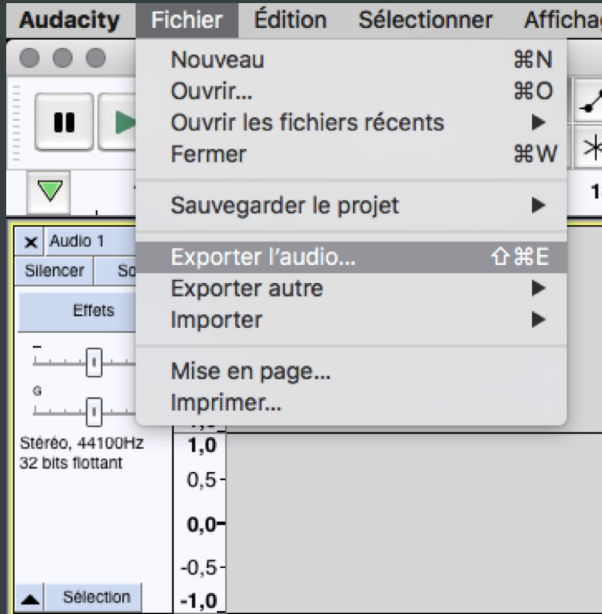 Audacity Fichier Édition Sélectionner
Nouveau ⌘N
Ouvrir... ⌘O
Ouvrir les fichiers récents ▶
Fermer ⌘W
Sauvegarder le projet ▶
Exporter l'audio... ⇧⌘E
Exporter autre ▶
Importer ▶
Mise en page...
Imprimer...
1
× Audio 1
Silencer
Effets
–
G
Stéréo, 44100Hz
32 bits flottant
1,0
0,5
0,0
-0,5
-1,0
Sélection